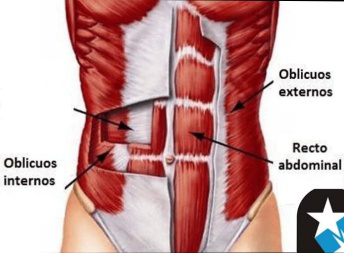 Oblicuos
externos
Recto
abdominal
Oblicuos
internos